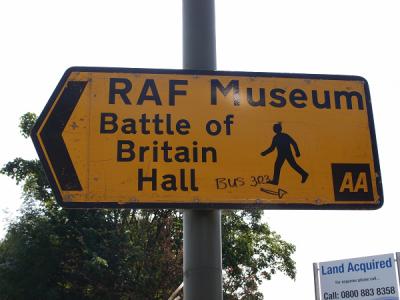 RAF Museum
Battle of
Britain
Hall
BUS 303
AA
Land Acquired
Call: 0800 883 8358